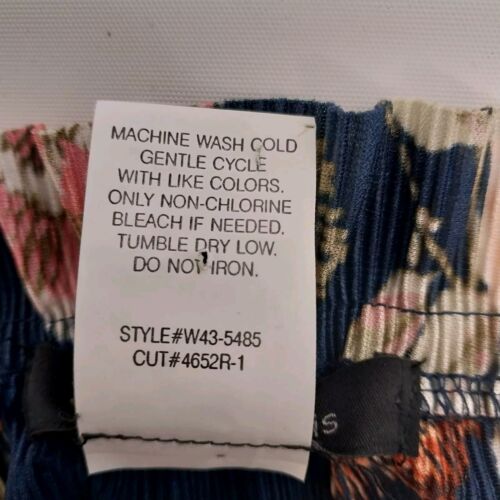 MACHINE WASH COLD
GENTLE CYCLE
WITH LIKE COLORS.
ONLY NON-CHLORINE
BLEACH IF NEEDED.
TUMBLE DRY LOW.
DO NOT IRON.
STYLE#W43-5485
CUT#4652R-1